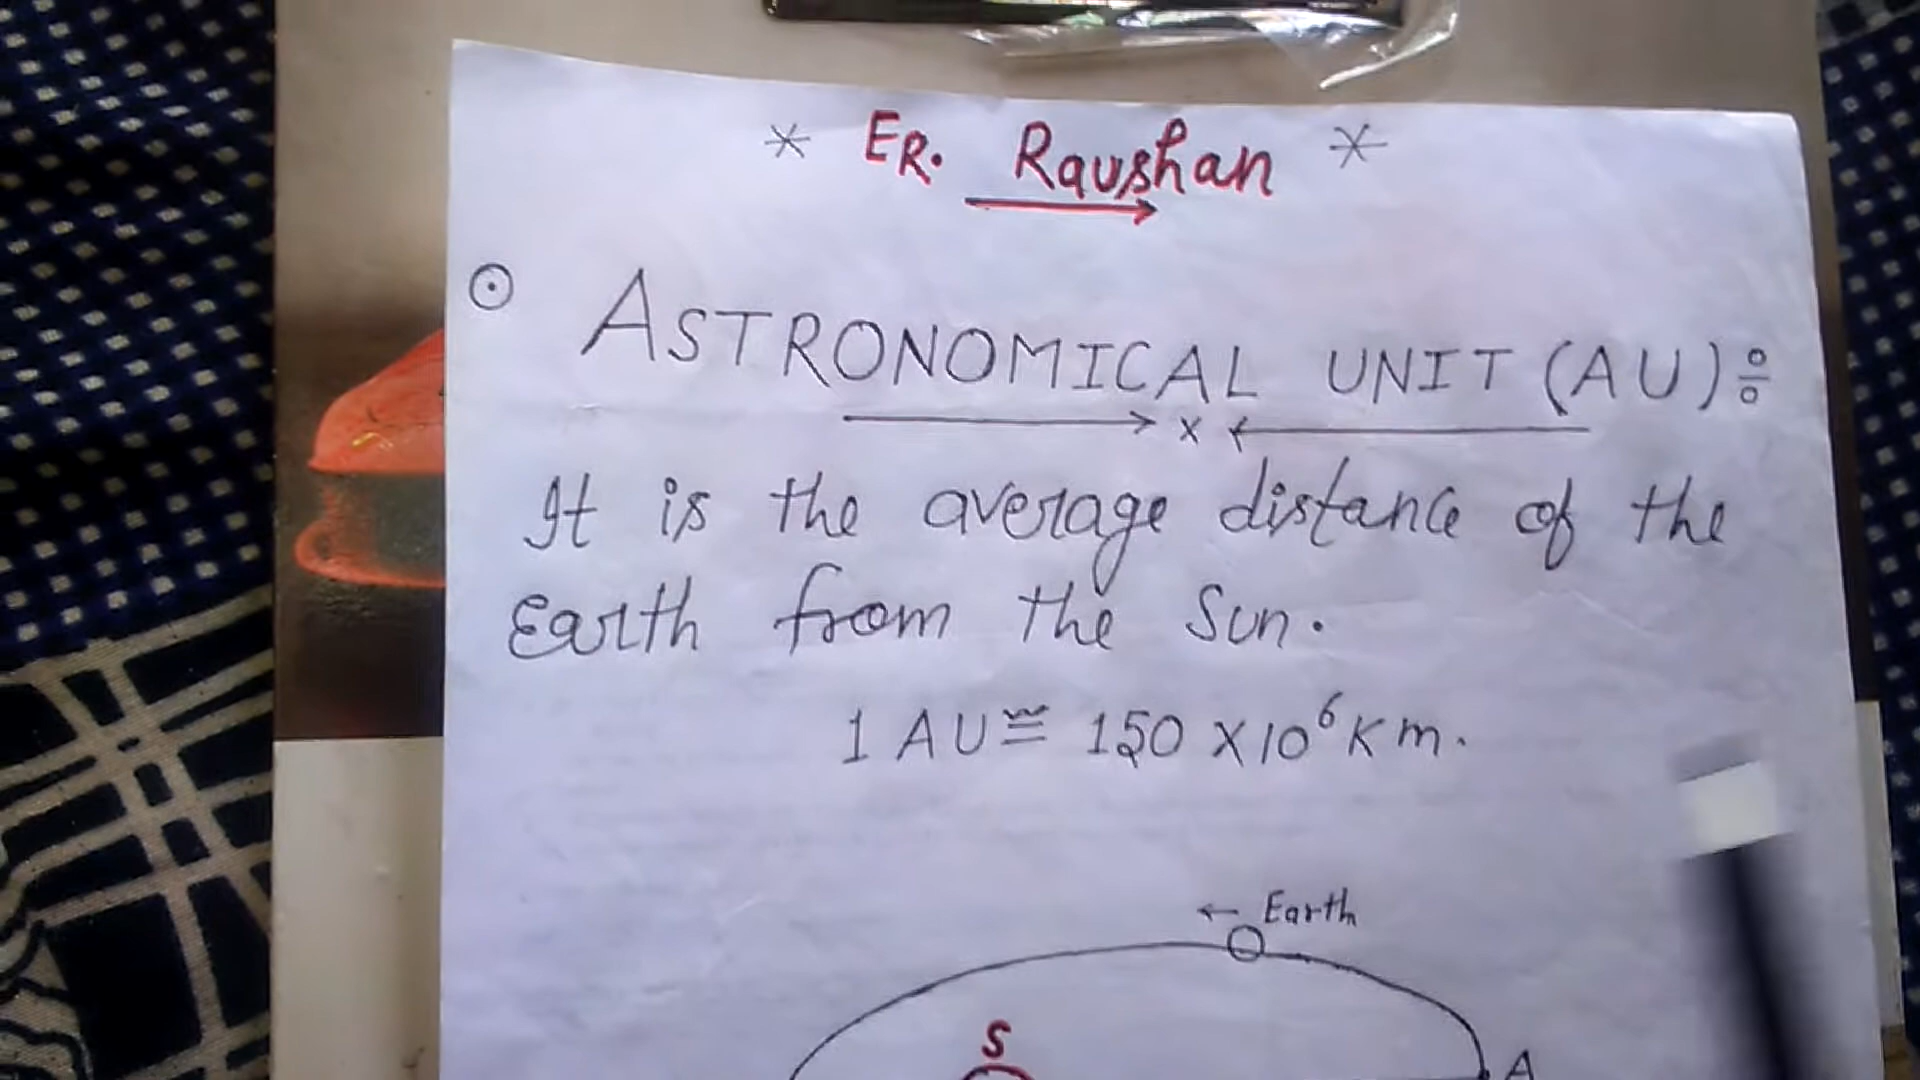 * ER. Raushan *
ASTRONOMICAL UNIT (AU):
It is the average distance of the
Earth from the Sun.
1 AU ≅ 150 × 10⁶ Km.
← Earth
S
A